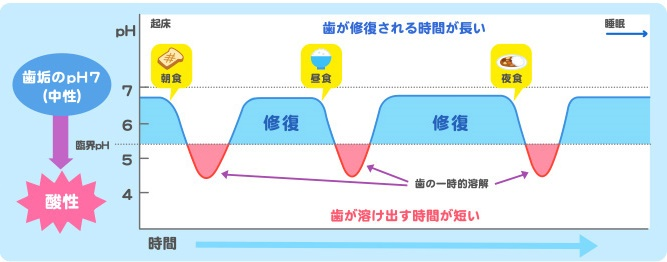 pH
起床
歯が修復される時間が長い
睡眠
歯垢のpH7
(中性)
朝食
昼食
夜食
7
6
修復
修復
臨界pH
5
歯の一時的溶解
4
酸性
歯が溶け出す時間が短い
時間